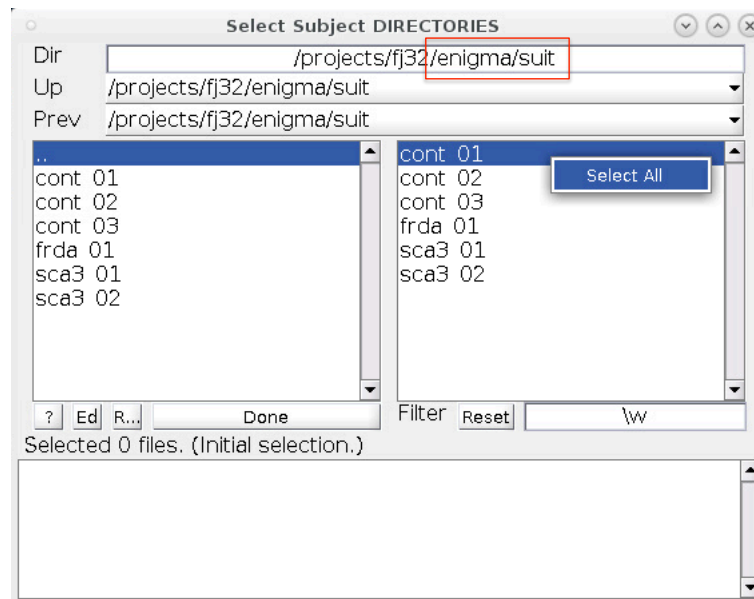 Select Subject DIRECTORIES
Dir /projects/fj32/enigma/suit
Up /projects/fj32/enigma/suit
Prev /projects/fj32/enigma/suit
..
cont 01
cont 02
cont 03
frda 01
sca3 01
sca3 02
cont 01
cont 02
cont 03
frda 01
sca3 01
sca3 02
Select All
? Ed R... Done Filter Reset \w
Selected 0 files. (Initial selection.)